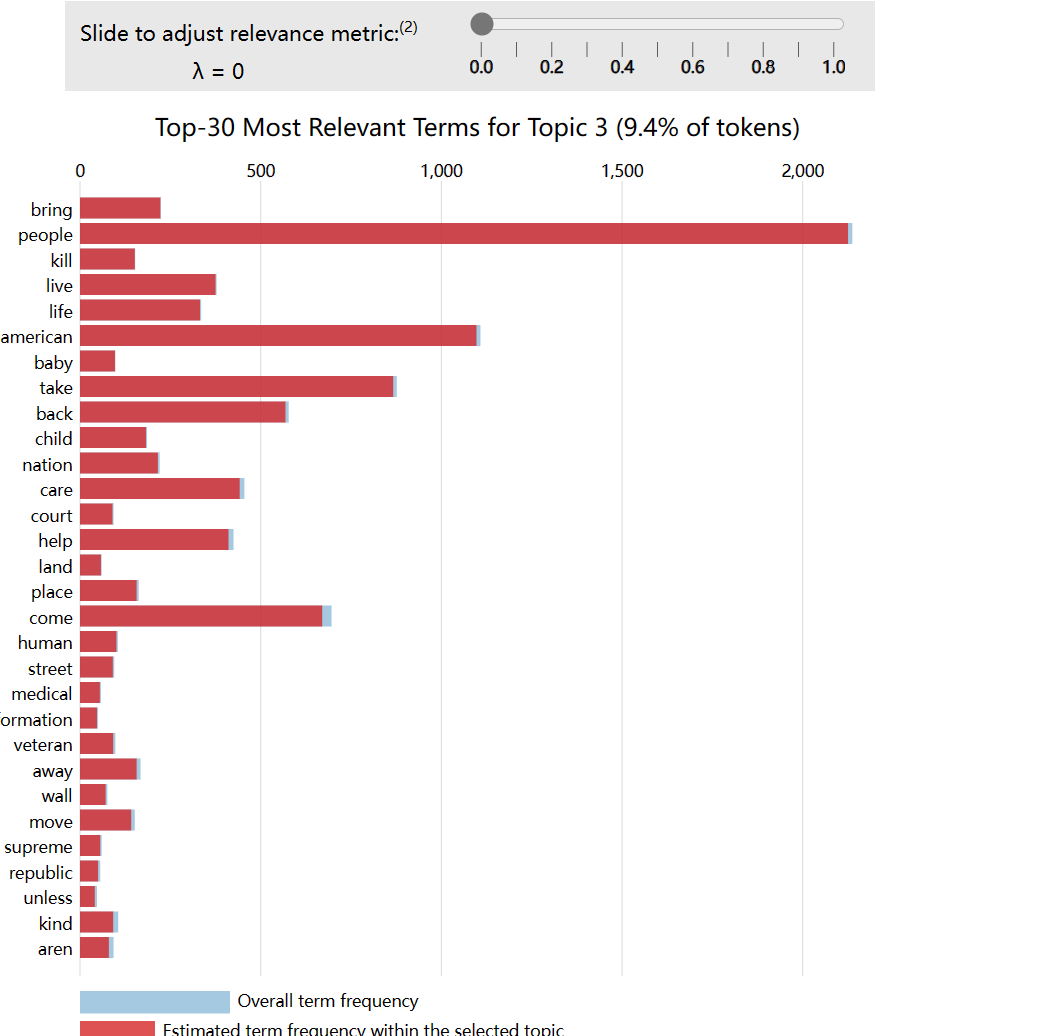 Slide to adjust relevance metric:(2)
λ = 0
0.0 0.2 0.4 0.6 0.8 1.0
Top-30 Most Relevant Terms for Topic 3 (9.4% of tokens)
0 500 1,000 1,500 2,000
bring
people
kill
live
life
american
baby
take
back
child
nation
care
court
help
land
place
come
human
street
medical
formation
veteran
away
wall
move
supreme
republic
unless
kind
aren
Overall term frequency
Estimated term frequency within the selected topic